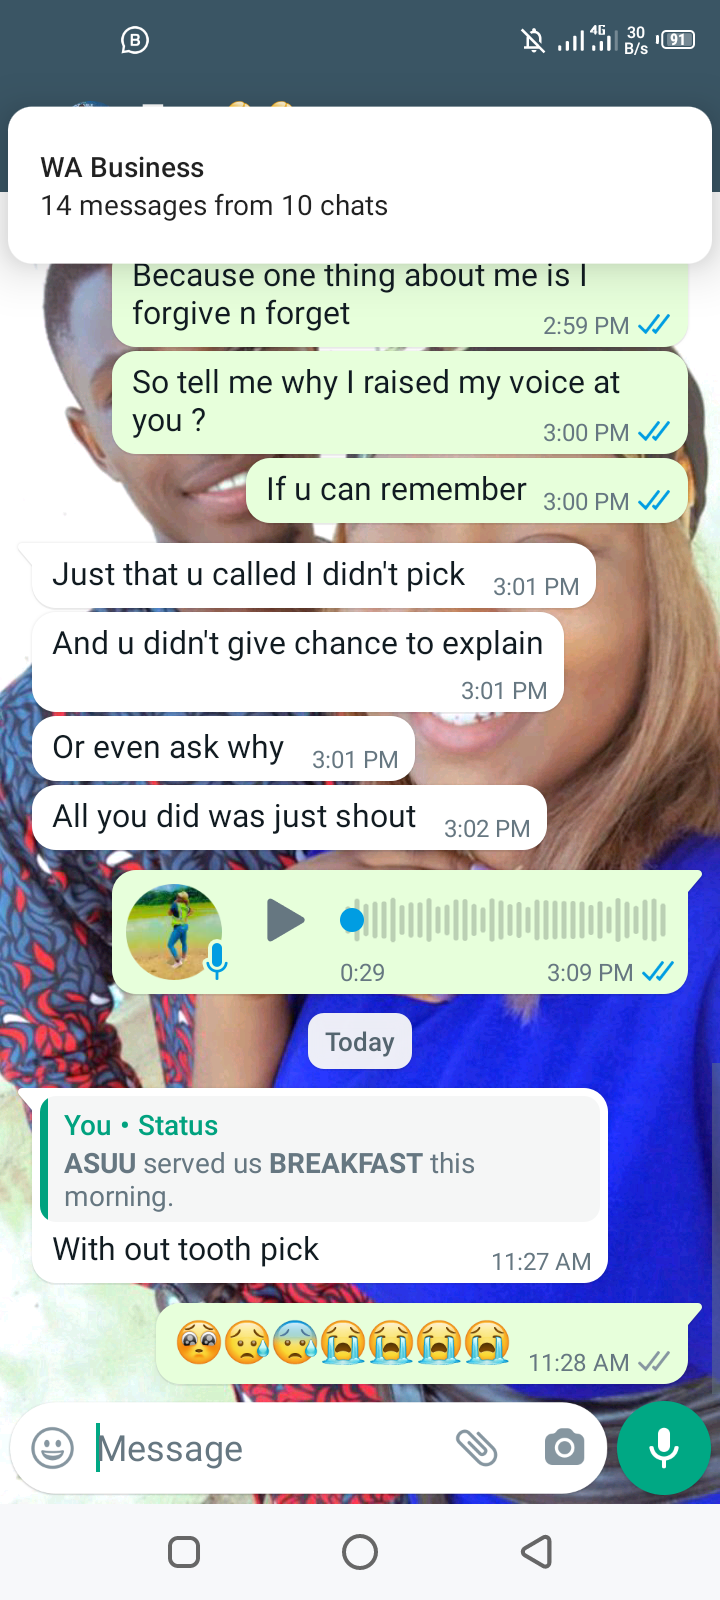 B
4G
30
B/s
91
WA Business
14 messages from 10 chats
Because one thing about me is I
forgive n forget
2:59 PM
So tell me why I raised my voice at
you ?
3:00 PM
If u can remember
3:00 PM
Just that u called I didn't pick
3:01 PM
And u didn't give chance to explain
3:01 PM
Or even ask why
3:01 PM
All you did was just shout
3:02 PM
0:29
3:09 PM
Today
You • Status
ASUU served us BREAKFAST this
morning.
With out tooth pick
11:27 AM
11:28 AM
Message